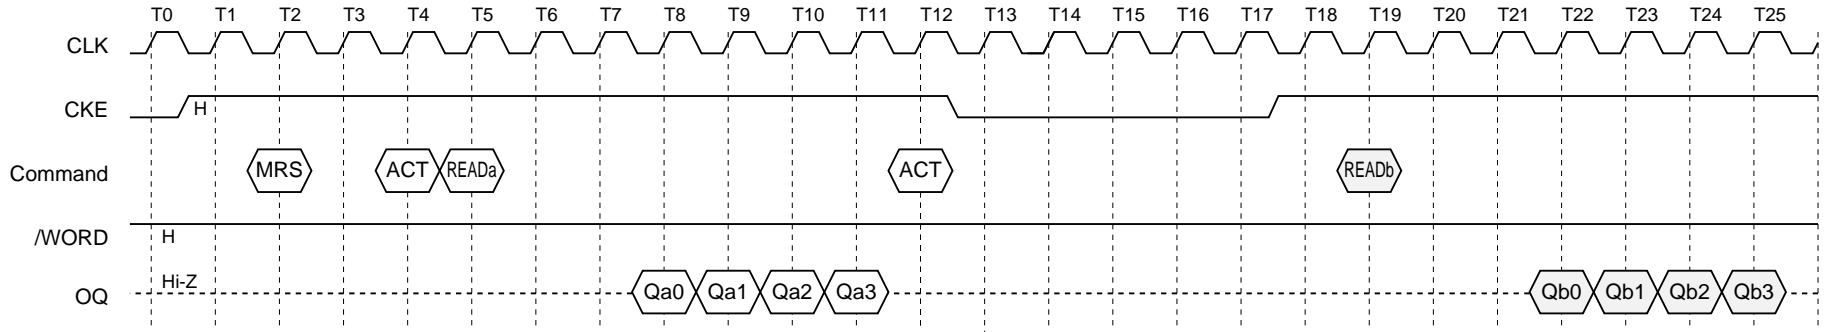 T0 T1 T2 T3 T4 T5 T6 T7 T8 T9 T10 T11 T12 T13 T14 T15 T16 T17 T18 T19 T20 T21 T22 T23 T24 T25
CLK
CKE H
Command MRS ACT READa ACT READb
/WORD H
OQ Hi-Z Qa0 Qa1 Qa2 Qa3 Qb0 Qb1 Qb2 Qb3